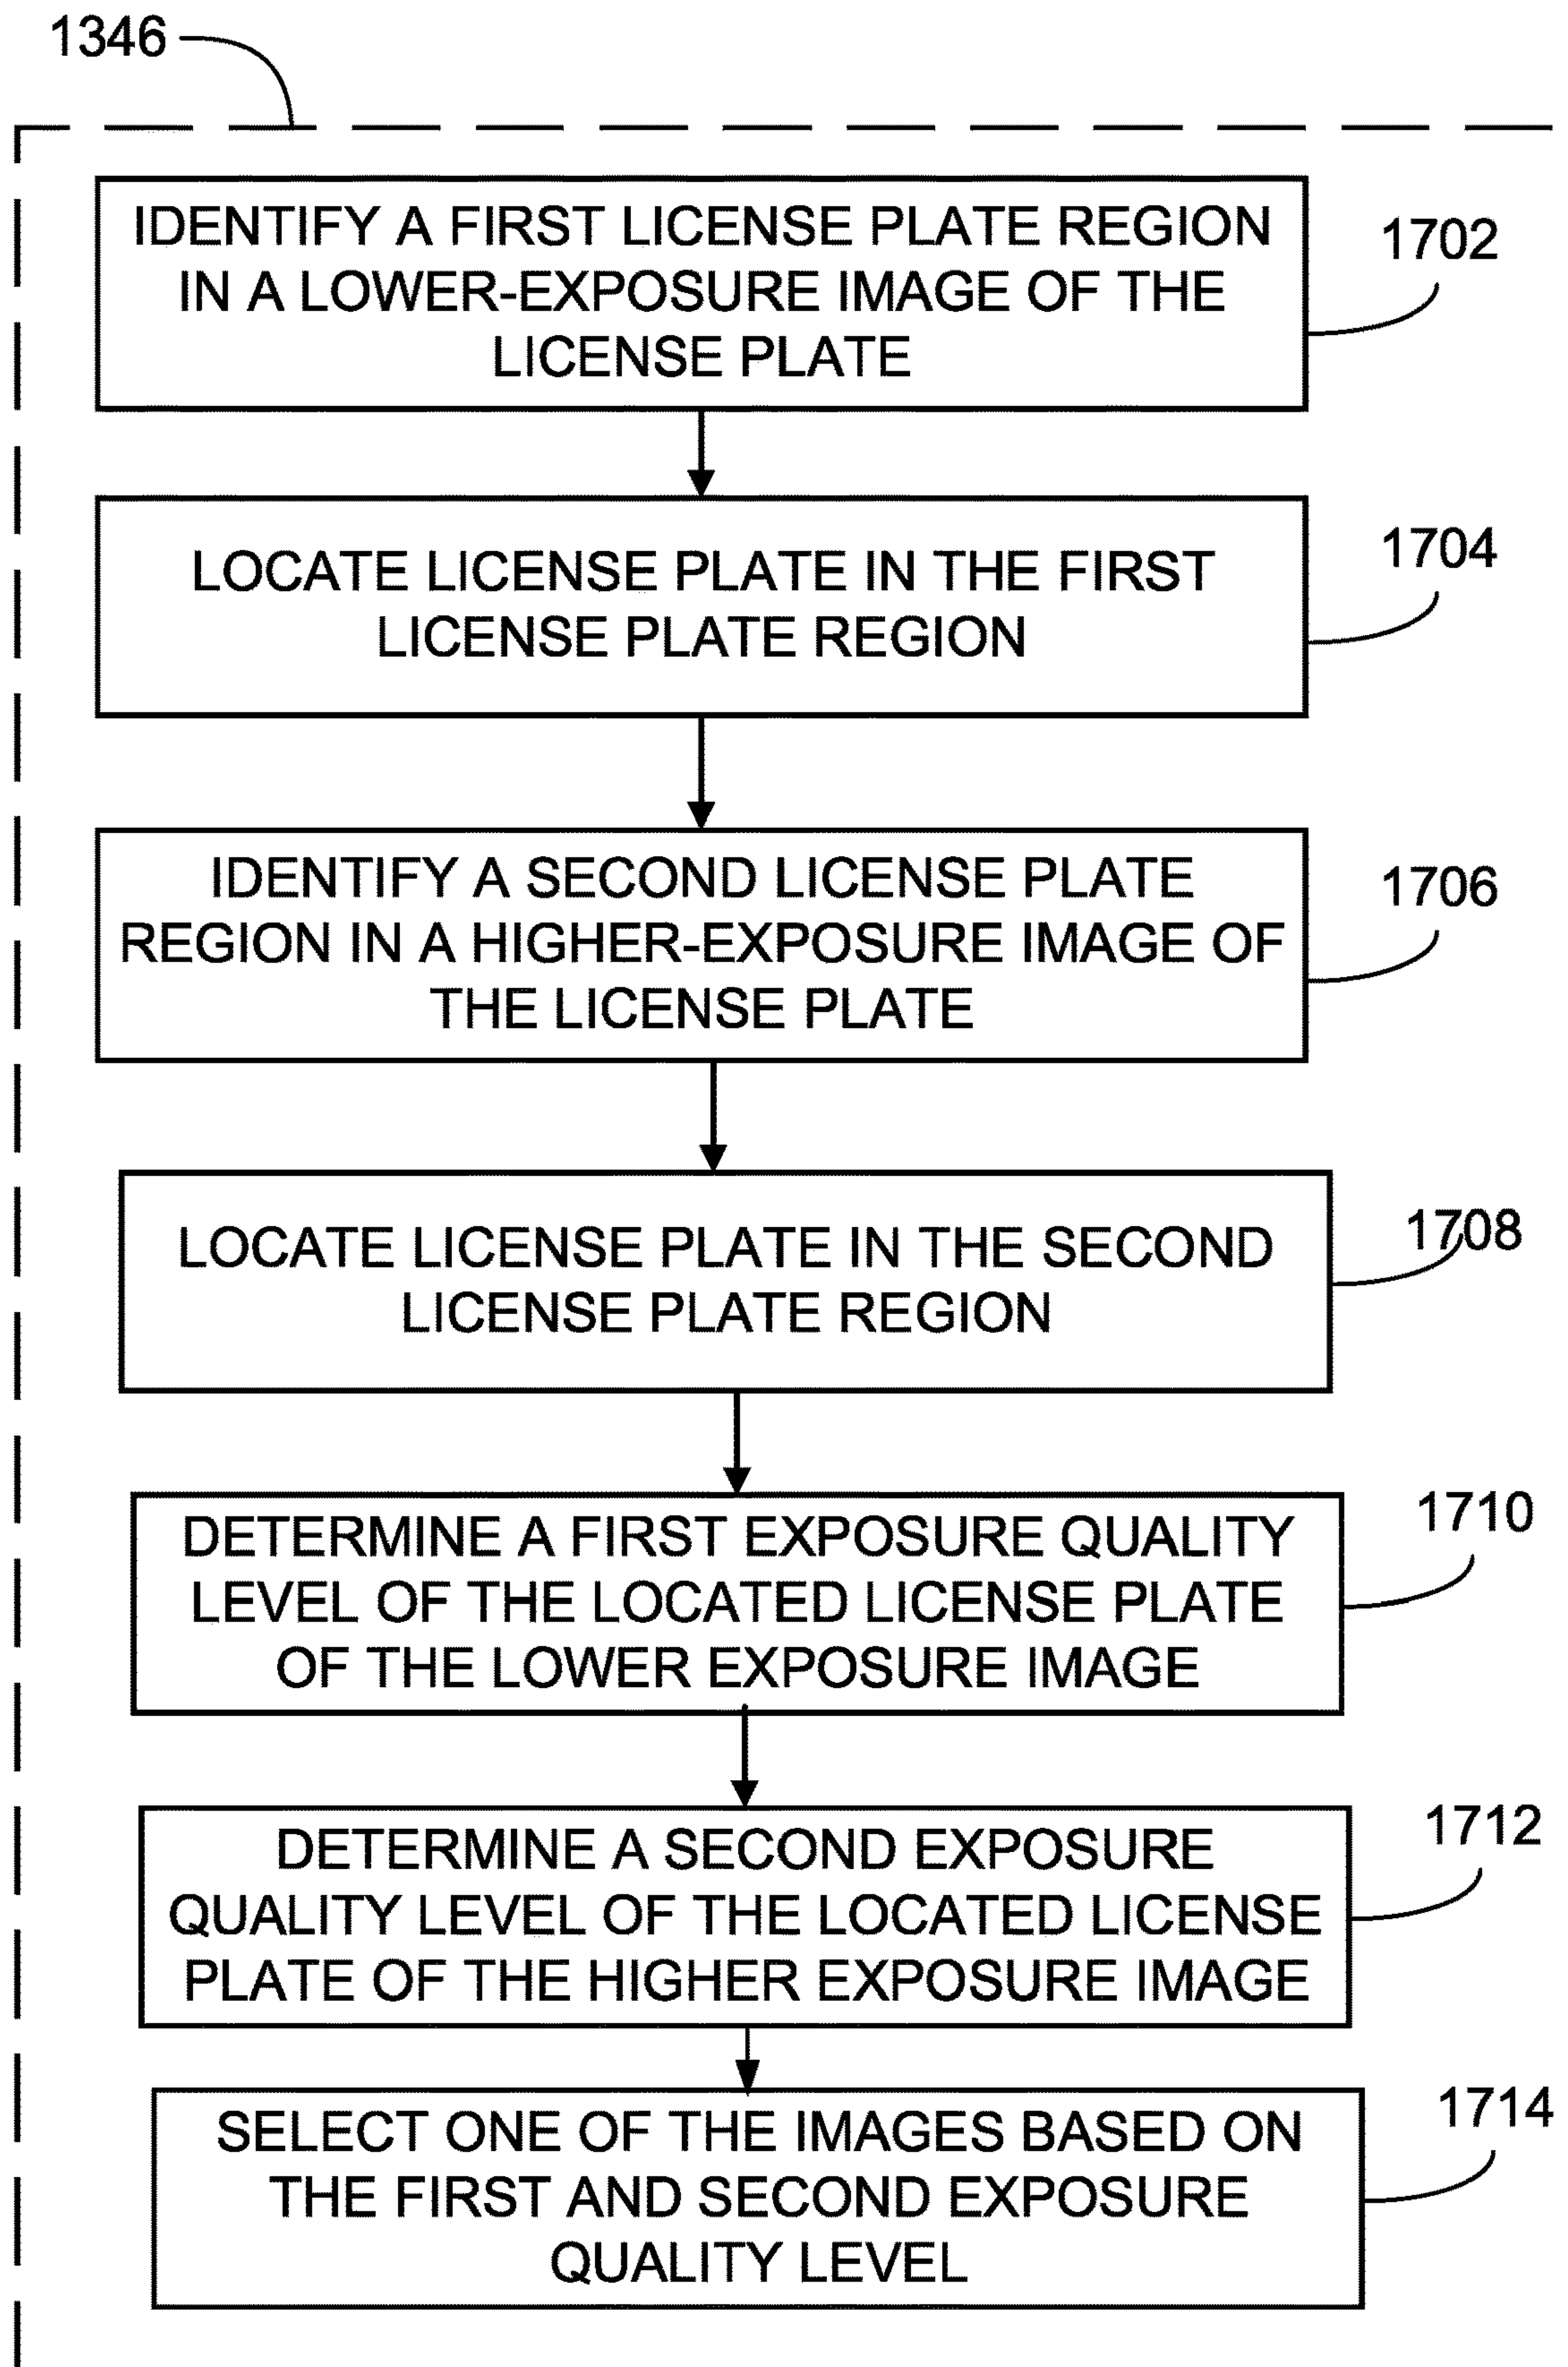 1346
IDENTIFY A FIRST LICENSE PLATE REGION
IN A LOWER-EXPOSURE IMAGE OF THE
LICENSE PLATE
1702
LOCATE LICENSE PLATE IN THE FIRST
LICENSE PLATE REGION
1704
IDENTIFY A SECOND LICENSE PLATE
REGION IN A HIGHER-EXPOSURE IMAGE OF
THE LICENSE PLATE
1706
LOCATE LICENSE PLATE IN THE SECOND
LICENSE PLATE REGION
1708
DETERMINE A FIRST EXPOSURE QUALITY
LEVEL OF THE LOCATED LICENSE PLATE
OF THE LOWER EXPOSURE IMAGE
1710
DETERMINE A SECOND EXPOSURE
QUALITY LEVEL OF THE LOCATED LICENSE
PLATE OF THE HIGHER EXPOSURE IMAGE
1712
SELECT ONE OF THE IMAGES BASED ON
THE FIRST AND SECOND EXPOSURE
QUALITY LEVEL
1714